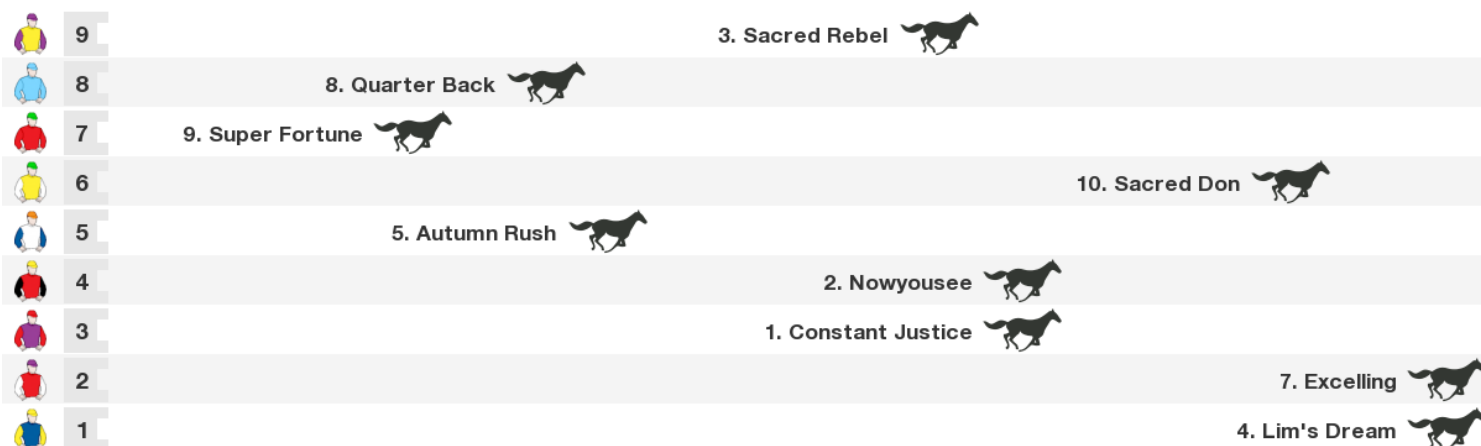 9 3. Sacred Rebel
8 8. Quarter Back
7 9. Super Fortune
6 10. Sacred Don
5 5. Autumn Rush
4 2. Nowyousee
3 1. Constant Justice
2 7. Excelling
1 4. Lim's Dream